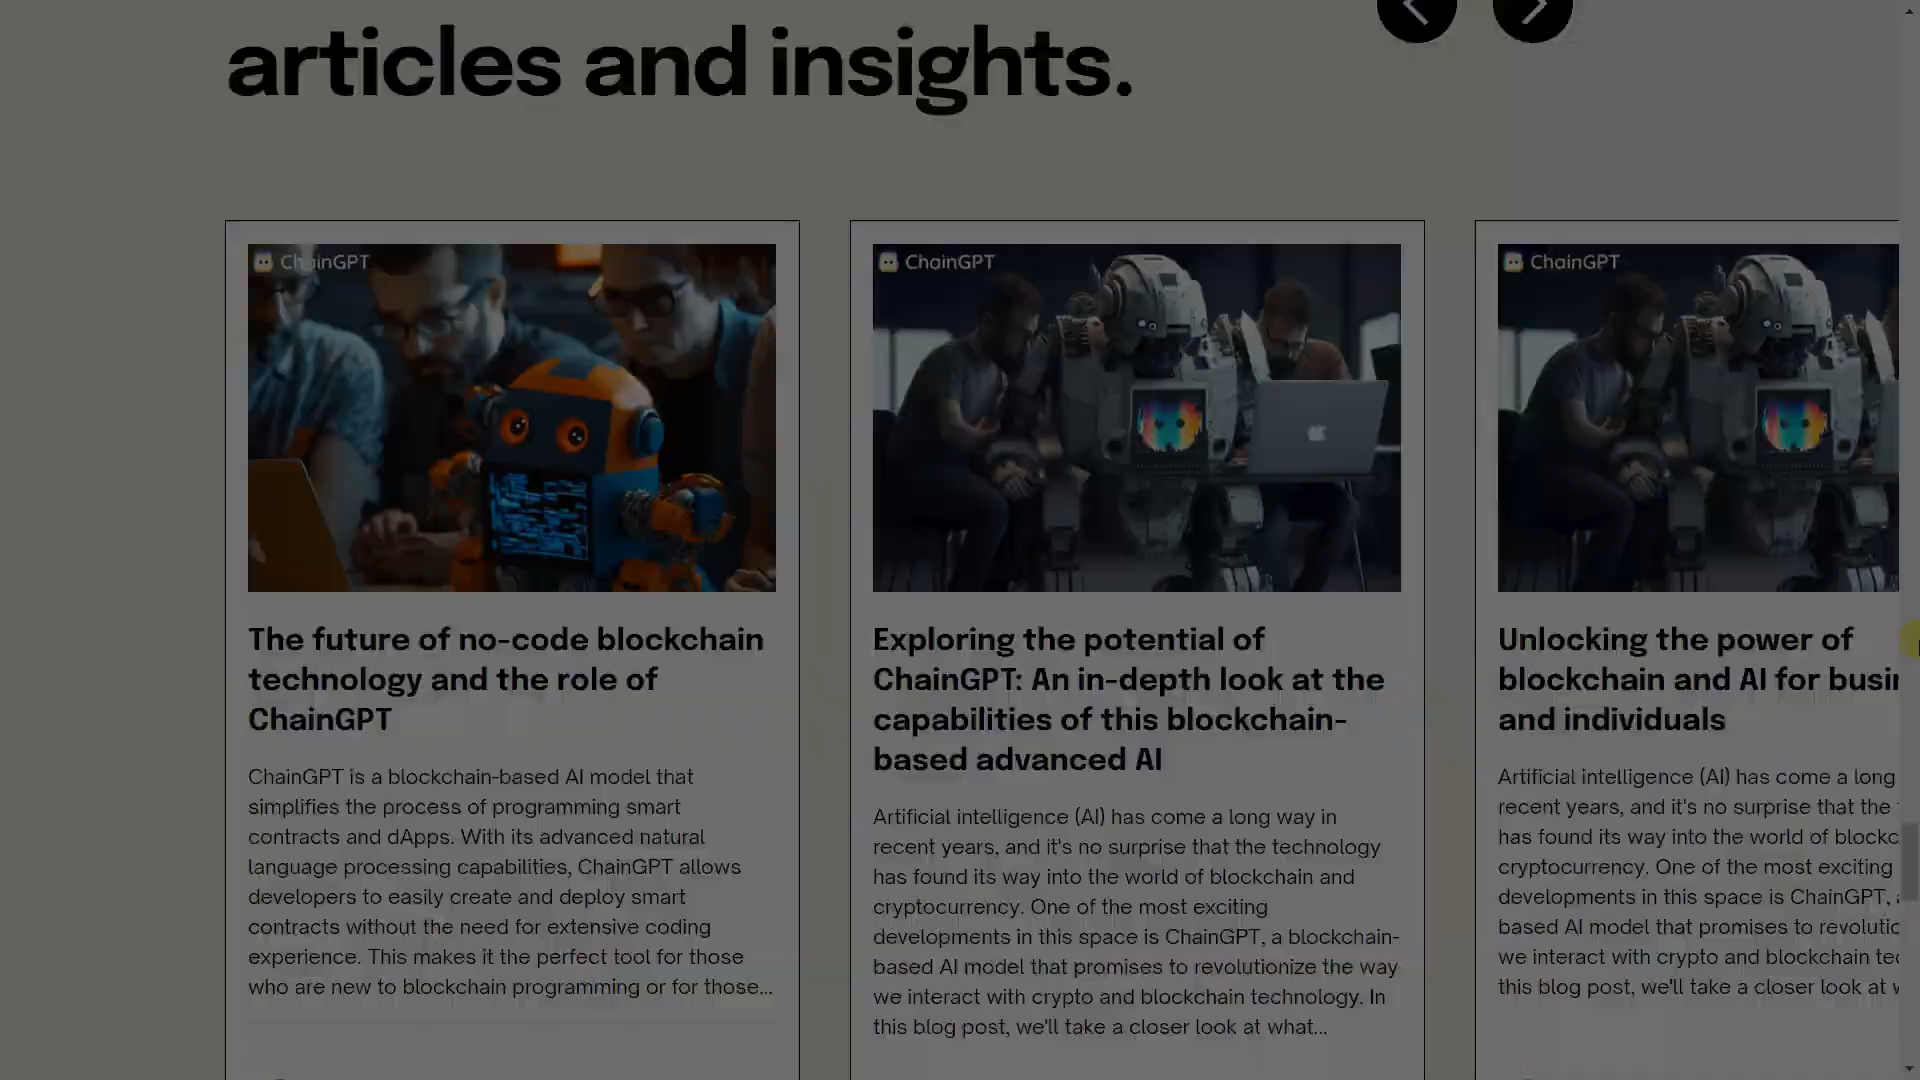 articles and insights.
ChainGPT
The future of no-code blockchain
technology and the role of
ChainGPT
ChainGPT is a blockchain-based AI model that
simplifies the process of programming smart
contracts and dApps. With its advanced natural
language processing capabilities, ChainGPT allows
developers to easily create and deploy smart
contracts without the need for extensive coding
experience. This makes it the perfect tool for those
who are new to blockchain programming or for those...
ChainGPT
Exploring the potential of
ChainGPT: An in-depth look at the
capabilities of this blockchain-
based advanced AI
Artificial intelligence (AI) has come a long way in
recent years, and it's no surprise that the technology
has found its way into the world of blockchain and
cryptocurrency. One of the most exciting
developments in this space is ChainGPT, a blockchain-
based AI model that promises to revolutionize the way
we interact with crypto and blockchain technology. In
this blog post, we'll take a closer look at what...
ChainGPT
Unlocking the power of
blockchain and AI for
and individuals
Artificial intelligence (AI) has come a long
recent years, and it's no surprise that the
has found its way into the world of
cryptocurrency. One of the most exciting
developments in this space is ChainGPT,
based AI model that promises to
we interact with crypto and blockchain
this blog post, we'll take a closer look at